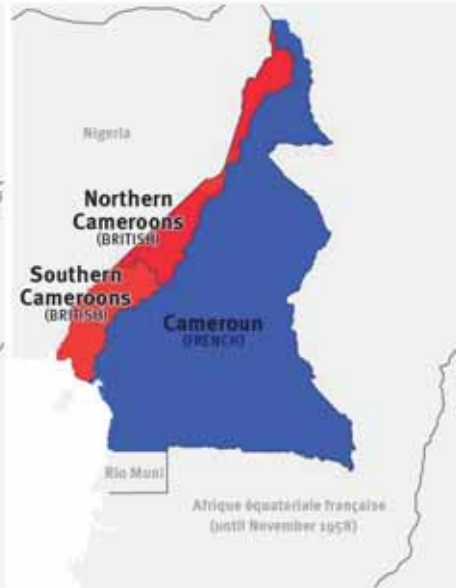 Nigeria
Northern
Cameroons
(BRITISH)
Southern
Cameroons
(BRITISH)
Cameroun
(FRENCH)
Rio Muni
Afrique équatoriale française
(until November 1958)